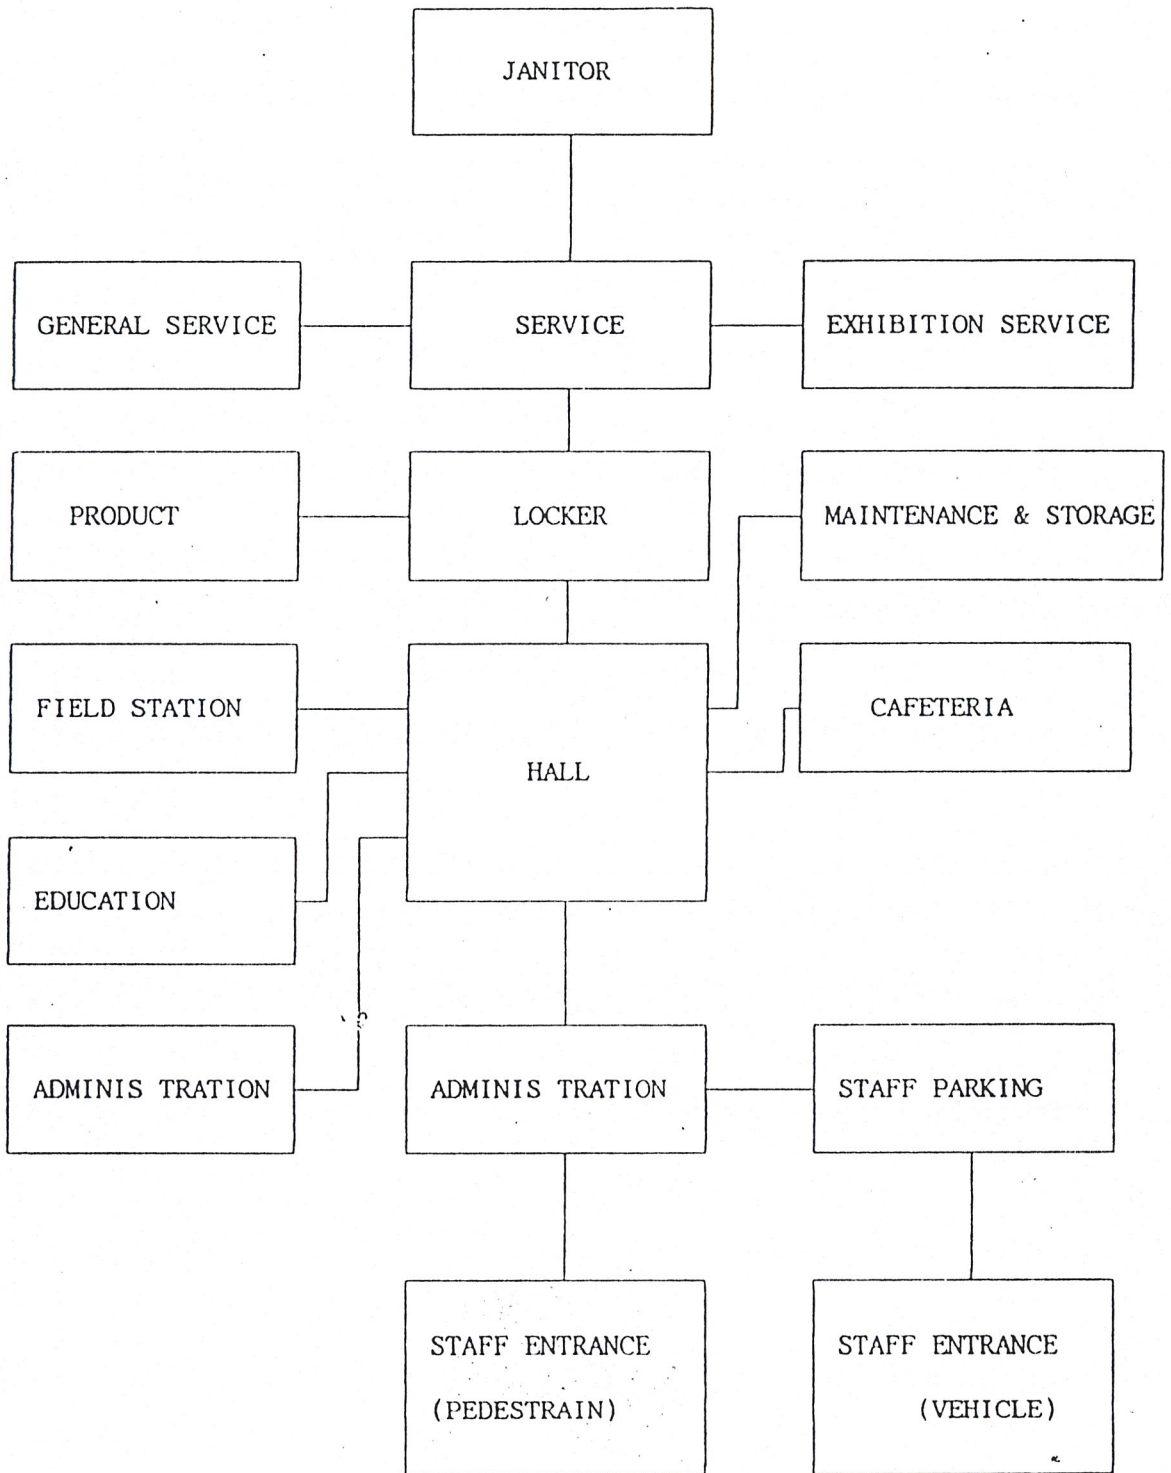 JANITOR
GENERAL SERVICE
SERVICE
EXHIBITION SERVICE
PRODUCT
LOCKER
MAINTENANCE & STORAGE
FIELD STATION
HALL
CAFETERIA
EDUCATION
ADMINIS TRATION
ADMINIS TRATION
STAFF PARKING
STAFF ENTRANCE
(PEDESTRAIN)
STAFF ENTRANCE
(VEHICLE)